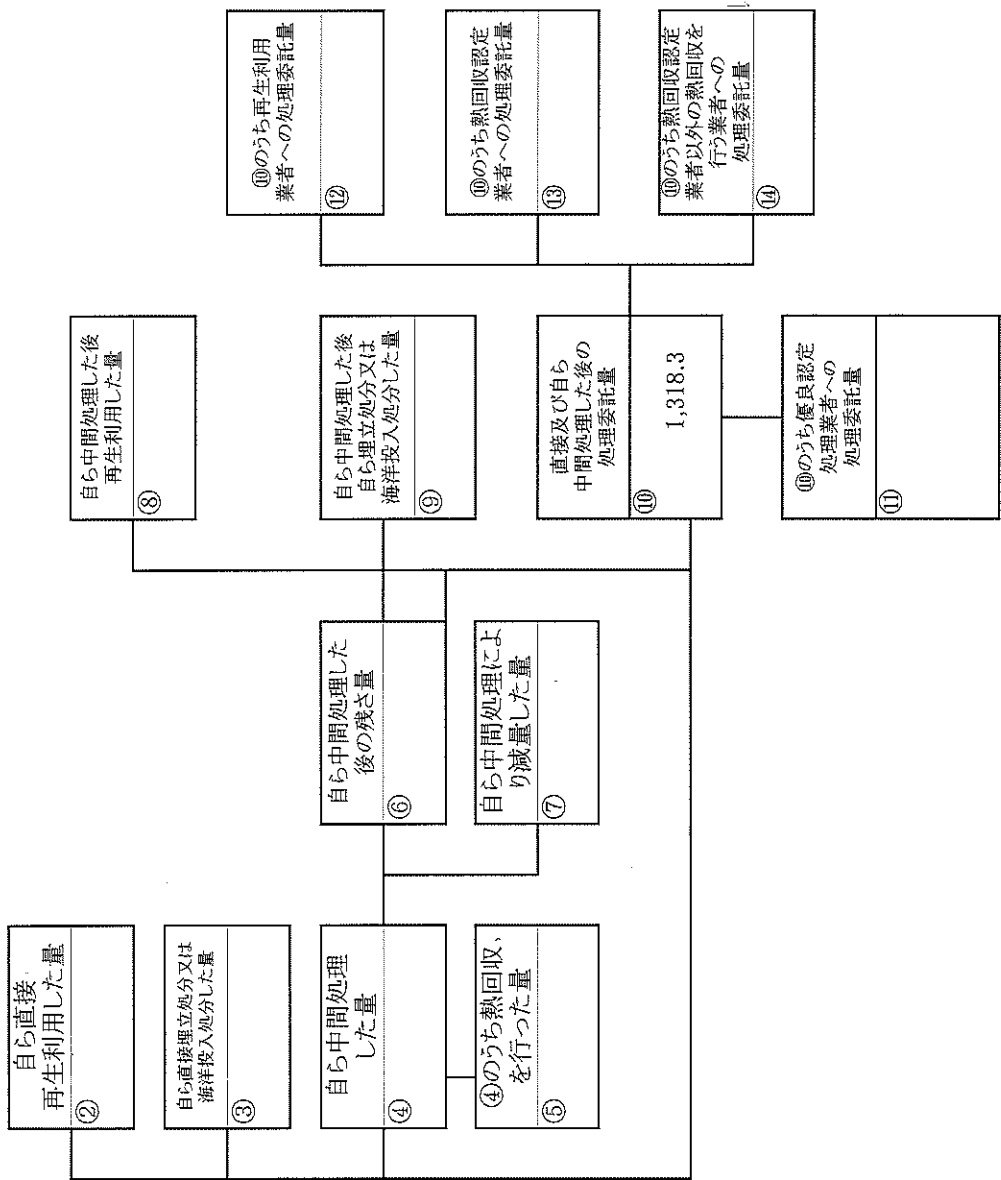 自ら直接
再生利用した量
②
自ら直接埋立処分又は
海洋投入処分した量
③
自ら中間処理
した量
④
④のうち熱回収、
を行った量
⑤
自ら中間処理した
後の残さ量
⑥
自ら中間処理によ
り減量した量
⑦
自ら中間処理した後
再生利用した量
⑧
自ら中間処理した後
自ら埋立処分又は
海洋投入処分した量
⑨
直接及び自ら
中間処理した後の
処理委託量
⑩
1,318.3
⑩のうち優良認定
処理業者への
処理委託量
⑪
⑩のうち再生利用
業者への処理委託量
⑫
⑩のうち熱回収認定
業者への処理委託量
⑬
⑩のうち熱回収認定
業者以外の熱回収を
行う業者への
処理委託量
⑭